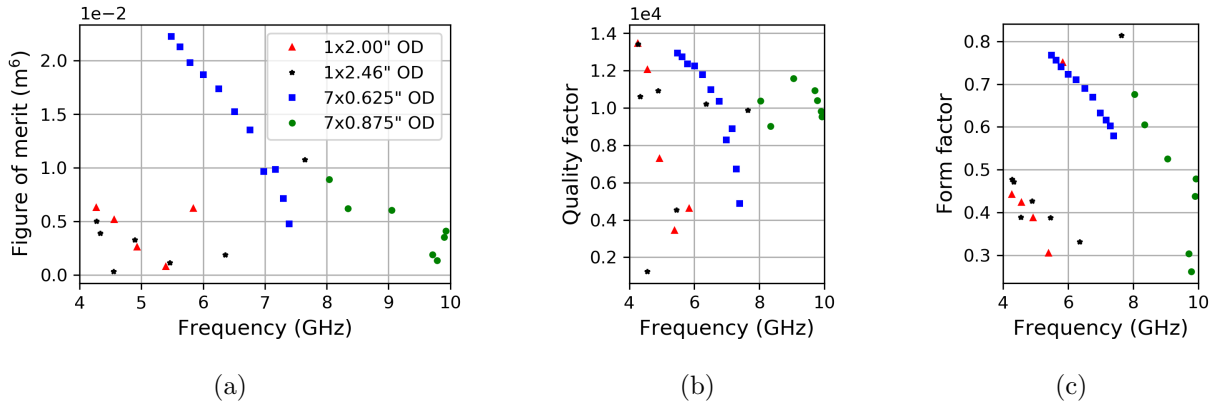 1e−2
Figure of merit (m⁶)
2.0
1.5
1.0
0.5
0.0
4 5 6 7 8 9 10
Frequency (GHz)
1x2.00" OD
1x2.46" OD
7x0.625" OD
7x0.875" OD
(a)
1e4
Quality factor
1.4
1.2
1.0
0.8
0.6
0.4
0.2
4 6 8 10
Frequency (GHz)
(b)
Form factor
0.8
0.7
0.6
0.5
0.4
0.3
4 6 8 10
Frequency (GHz)
(c)